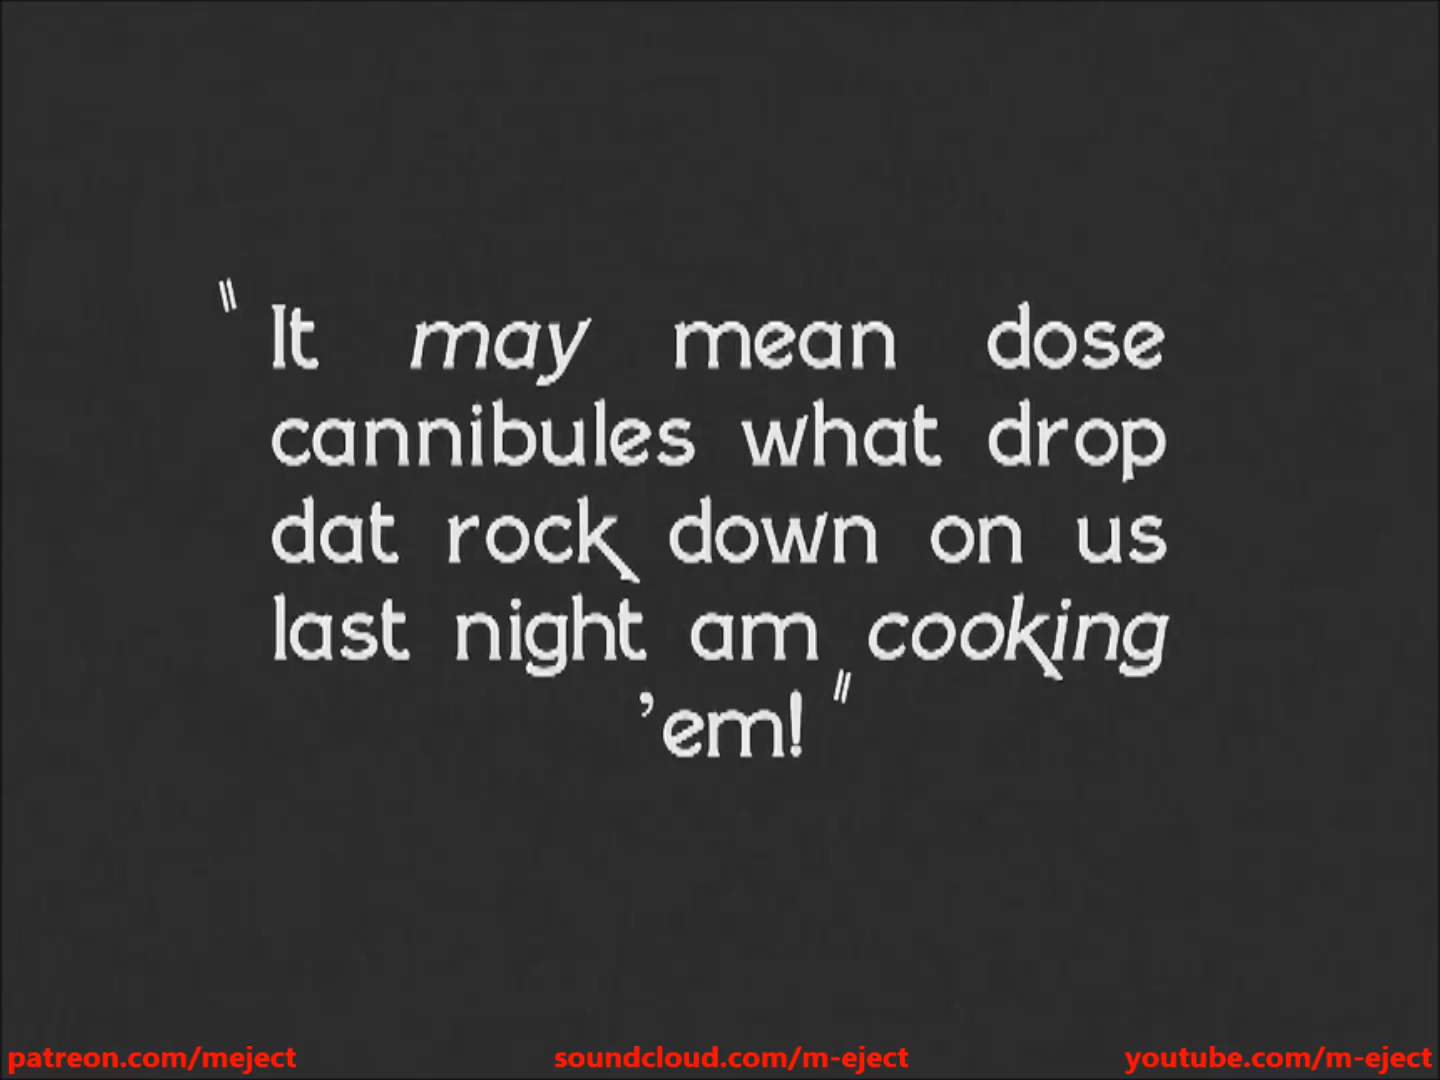 " It may mean dose
cannibules what drop
dat rock down on us
last night am cooking
'em! "
patreon.com/meject soundcloud.com/m-eject youtube.com/m-eject